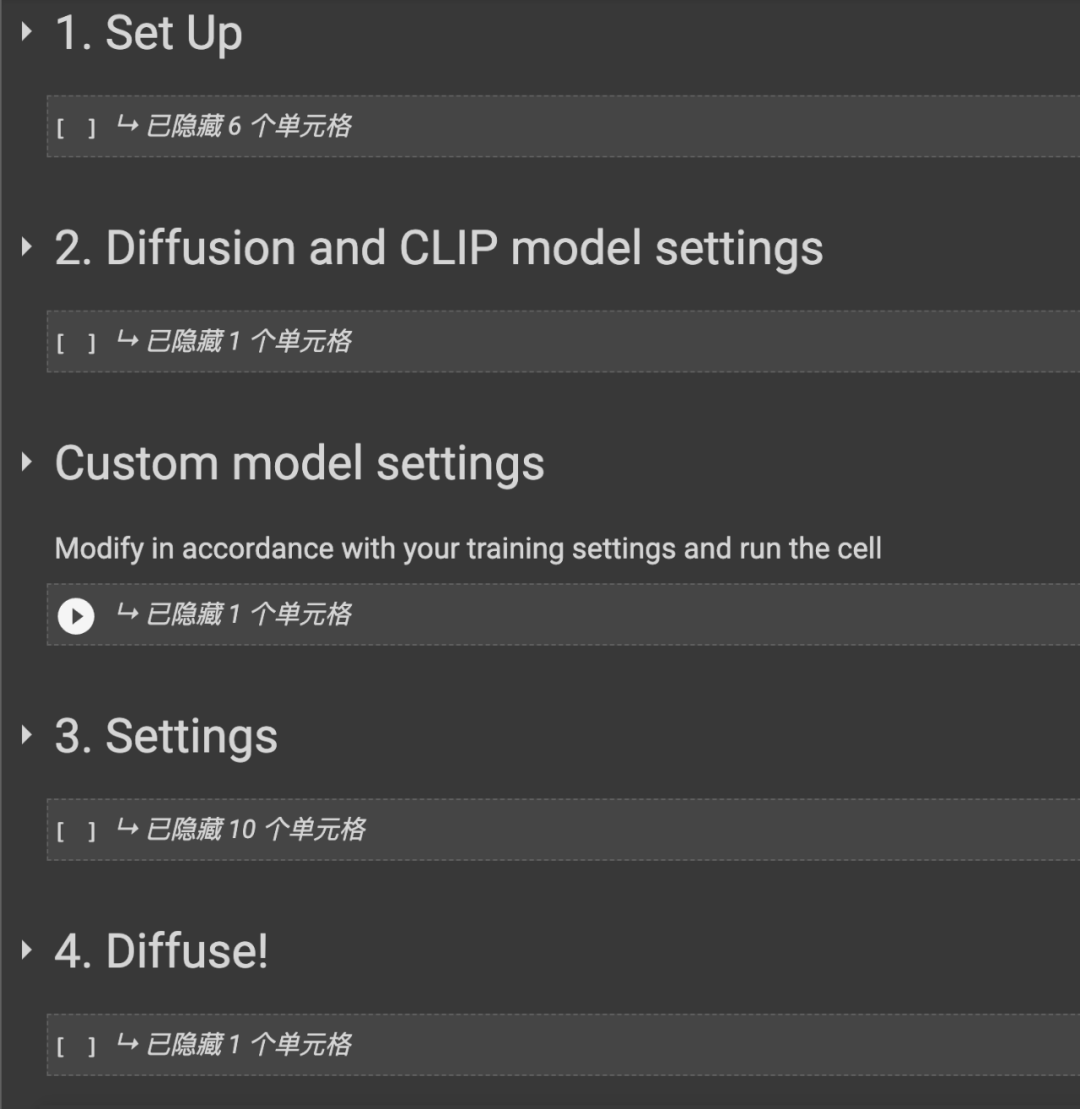 1. Set Up
[ ] ↳ 已隐藏 6 个单元格
2. Diffusion and CLIP model settings
[ ] ↳ 已隐藏 1 个单元格
Custom model settings
Modify in accordance with your training settings and run the cell
↳ 已隐藏 1 个单元格
3. Settings
[ ] ↳ 已隐藏 10 个单元格
4. Diffuse!
[ ] ↳ 已隐藏 1 个单元格